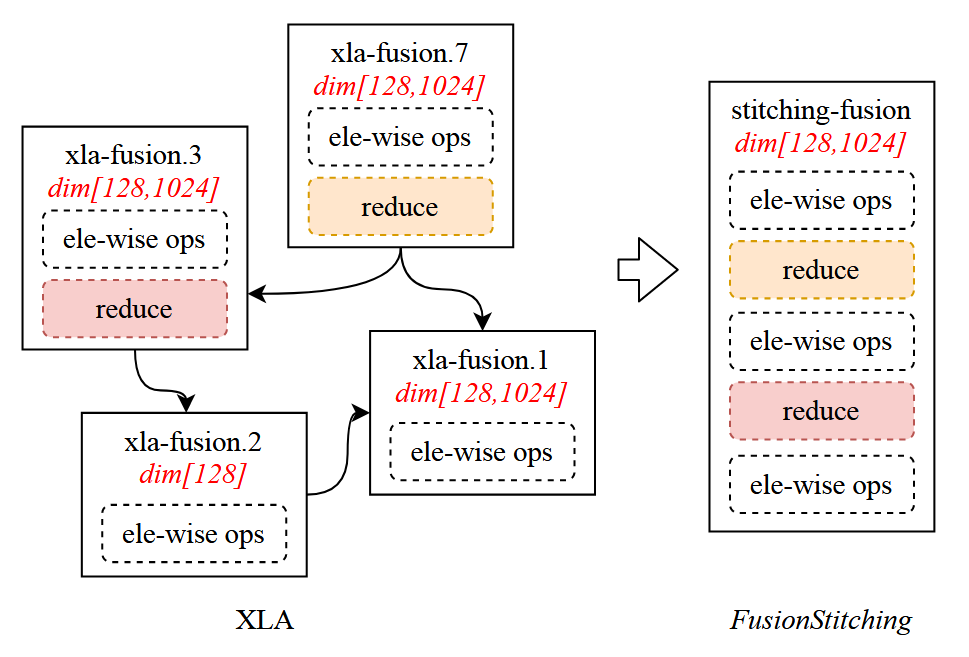 xla-fusion.7
dim[128,1024]
ele-wise ops
reduce
xla-fusion.3
dim[128,1024]
ele-wise ops
reduce
xla-fusion.1
dim[128,1024]
ele-wise ops
xla-fusion.2
dim[128]
ele-wise ops
XLA
stitching-fusion
dim[128,1024]
ele-wise ops
reduce
ele-wise ops
reduce
ele-wise ops
FusionStitching